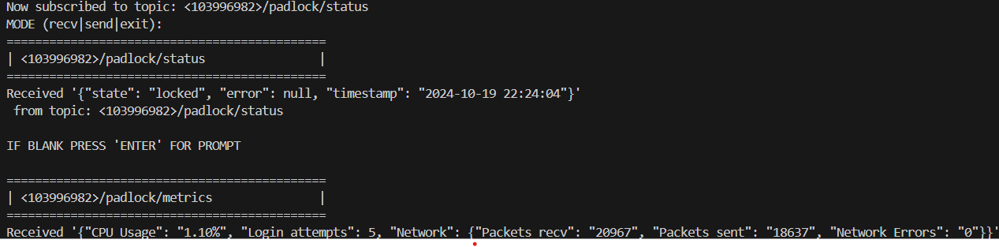 Now subscribed to topic: <103996982>/padlock/status
MODE (recv|send|exit):
=============================================
| <103996982>/padlock/status                |
=============================================
Received '{"state": "locked", "error": null, "timestamp": "2024-10-19 22:24:04"}'
 from topic: <103996982>/padlock/status

IF BLANK PRESS 'ENTER' FOR PROMPT

=============================================
| <103996982>/padlock/metrics               |
=============================================
Received '{"CPU Usage": "1.10%", "Login attempts": 5, "Network": {"Packets recv": "20967", "Packets sent": "18637", "Network Errors": "0"}}'